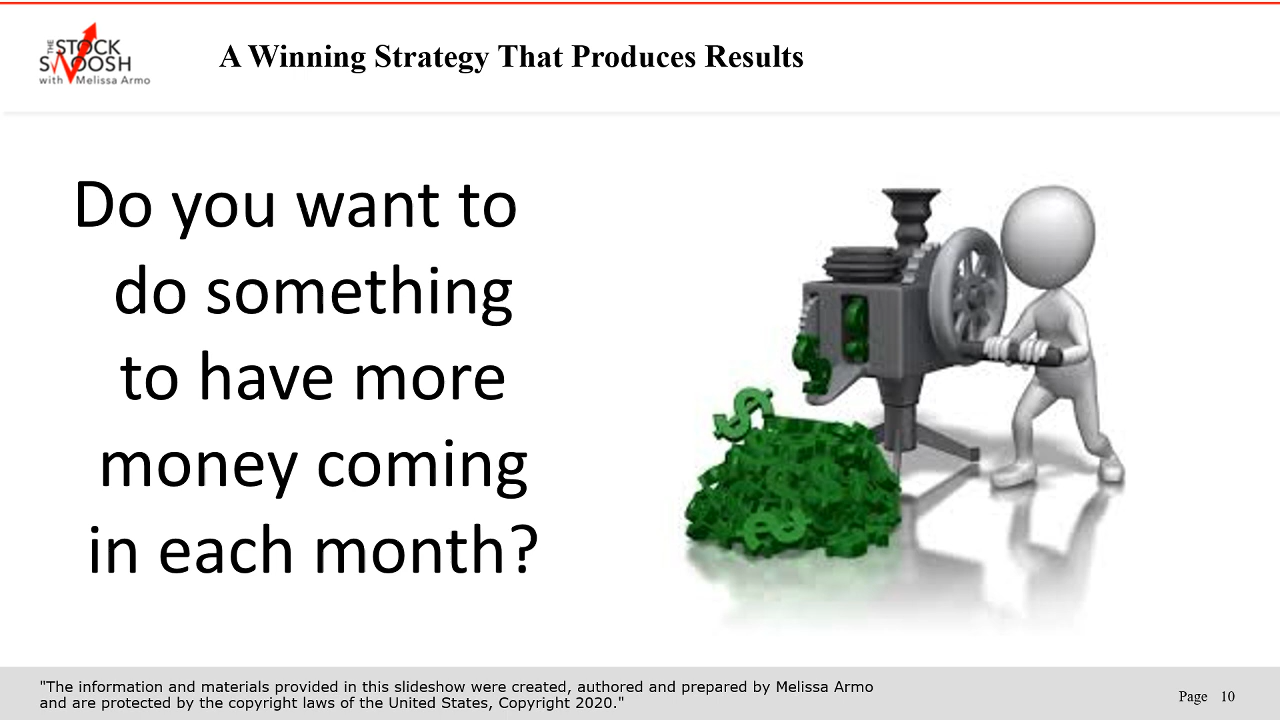 THE
STOCK
SWOOSH
with Melissa Armo
A Winning Strategy That Produces Results
Do you want to
do something
to have more
money coming
in each month?
"The information and materials provided in this slideshow were created, authored and prepared by Melissa Armo
and are protected by the copyright laws of the United States, Copyright 2020."
Page 10